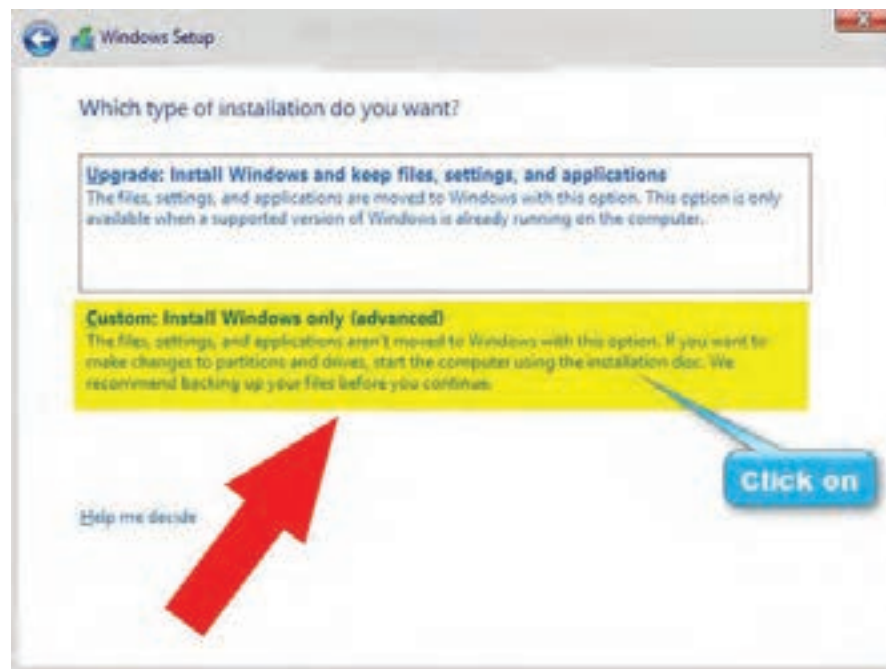 Windows Setup
Which type of installation do you want?
Upgrade: Install Windows and keep files, settings, and applications
The files, settings, and applications are moved to Windows with this option. This option is only
available when a supported version of Windows is already running on the computer.
Custom: Install Windows only (advanced)
The files, settings, and applications aren't moved to Windows with this option. If you want to
make changes to partitions and drives, start the computer using the installation disc. We
recommend backing up your files before you continue.
Click on
Help me decide